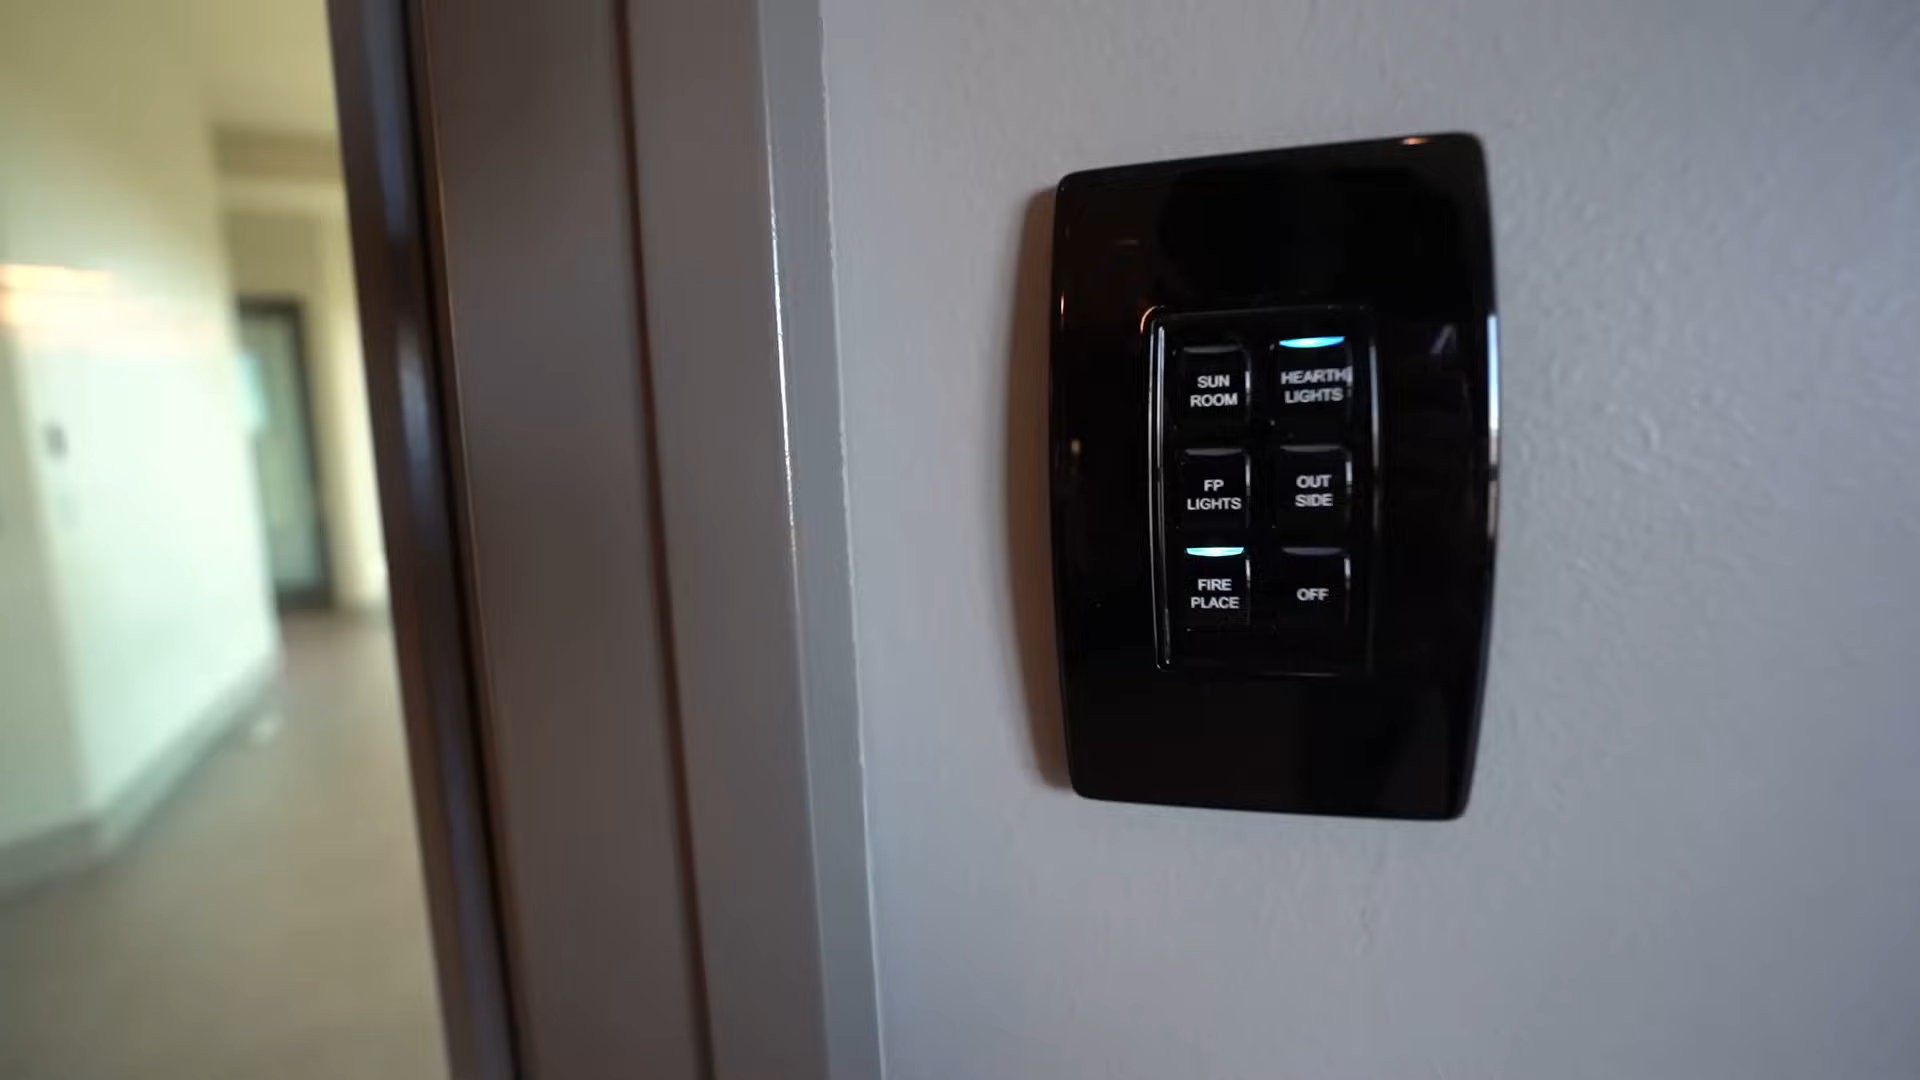 SUN
ROOM
HEARTH
LIGHTS
FP
LIGHTS
OUT
SIDE
FIRE
PLACE
OFF